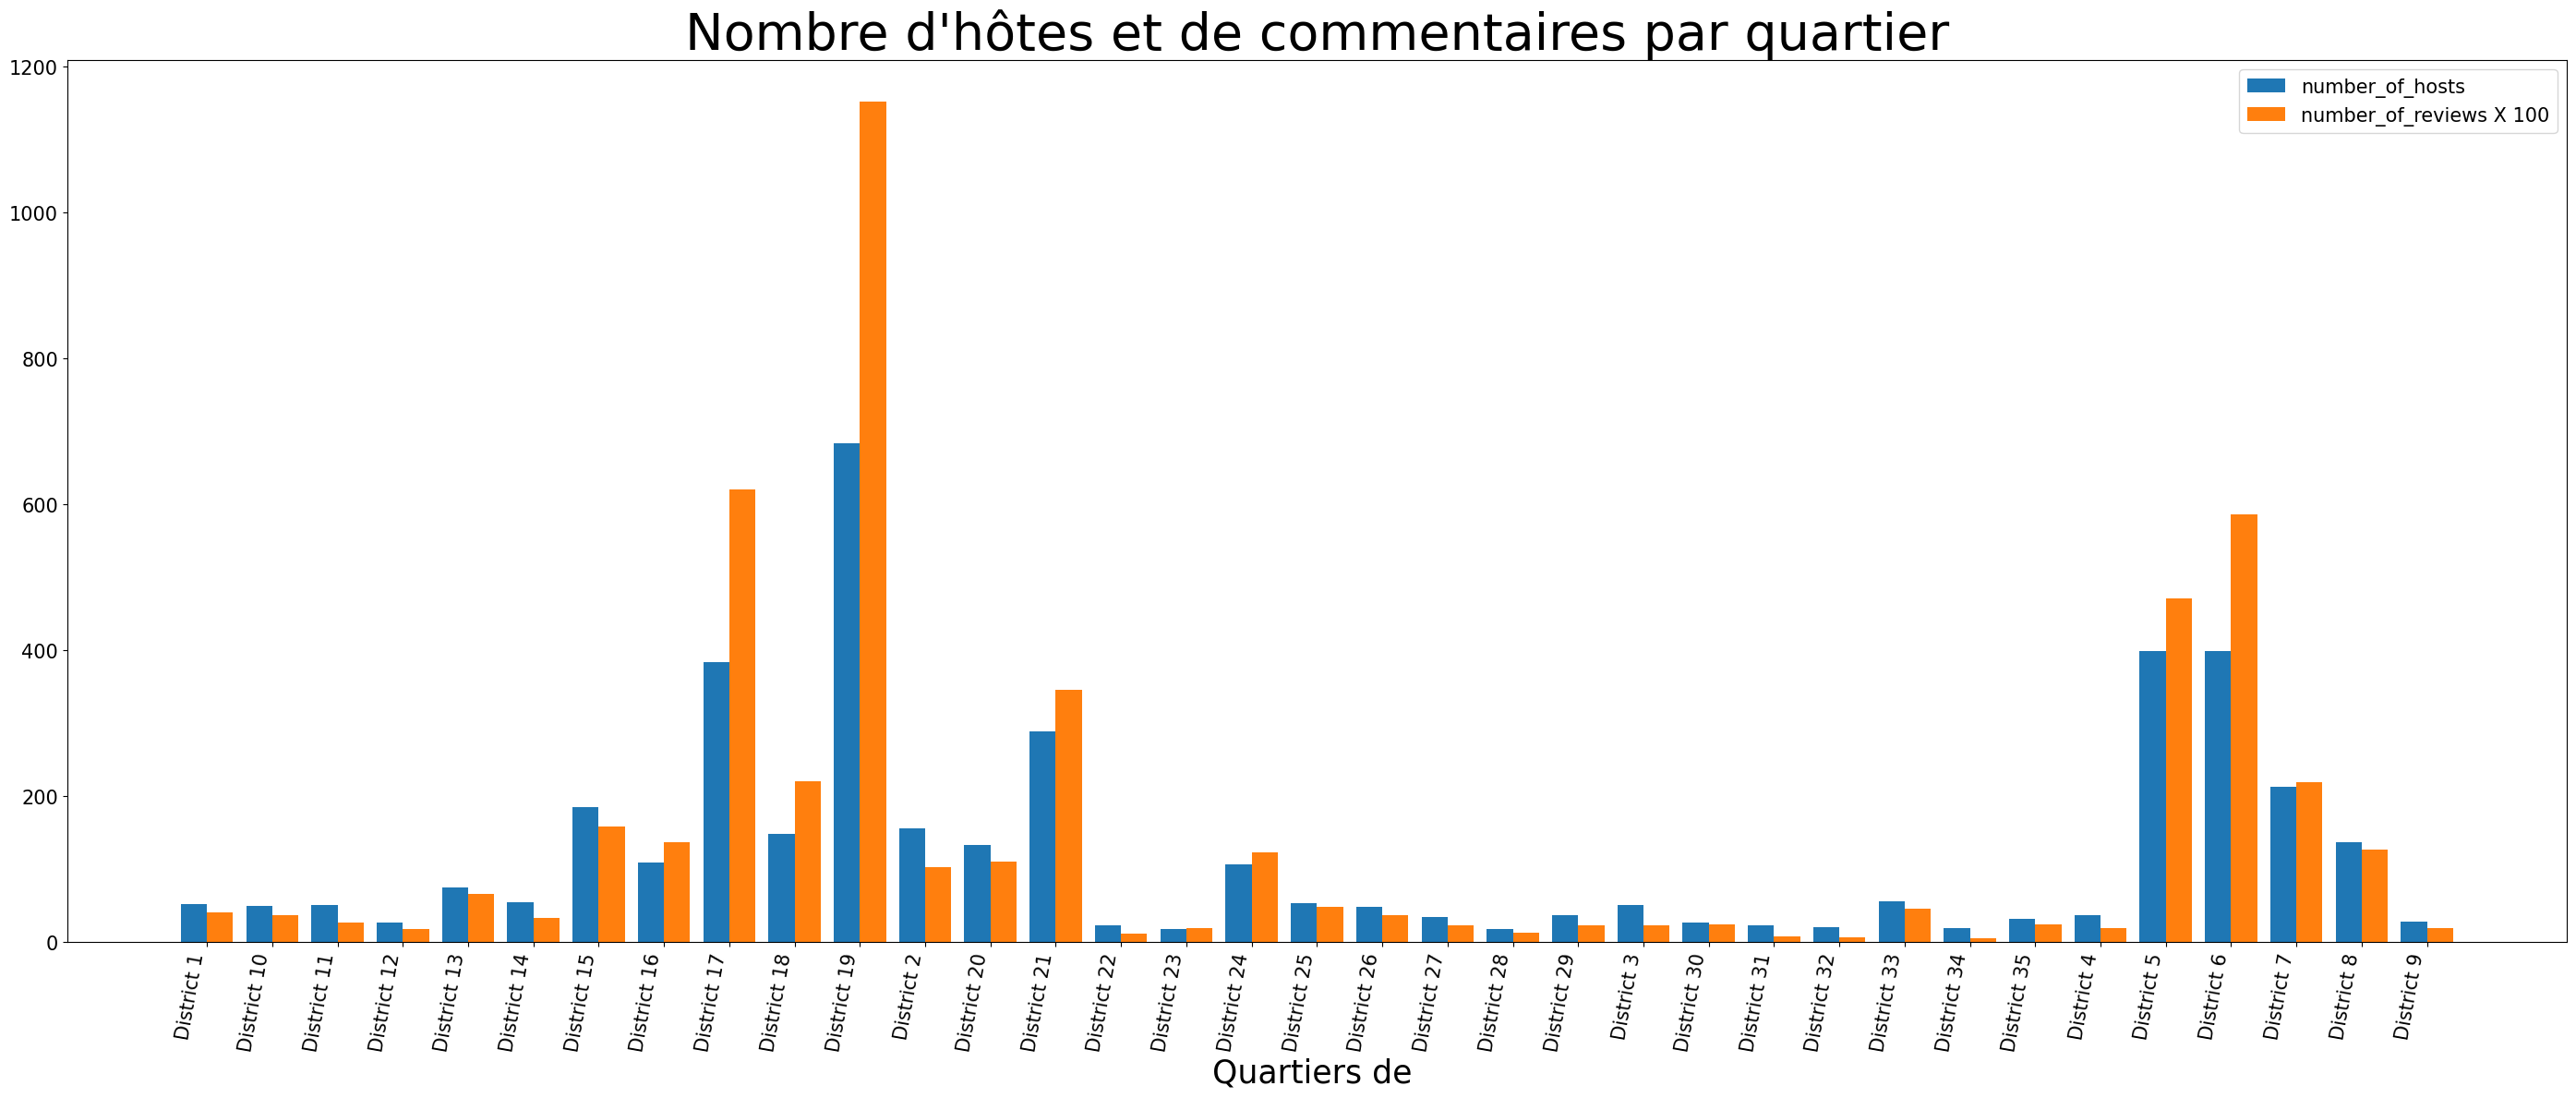 Nombre d'hôtes et de commentaires par quartier
1200
1000
800
600
400
200
0
number_of_hosts
number_of_reviews X 100
District 1
District 10
District 11
District 12
District 13
District 14
District 15
District 16
District 17
District 18
District 19
District 2
District 20
District 21
District 22
District 23
District 24
District 25
District 26
District 27
District 28
District 29
District 3
District 30
District 31
District 32
District 33
District 34
District 35
District 4
District 5
District 6
District 7
District 8
District 9
Quartiers de